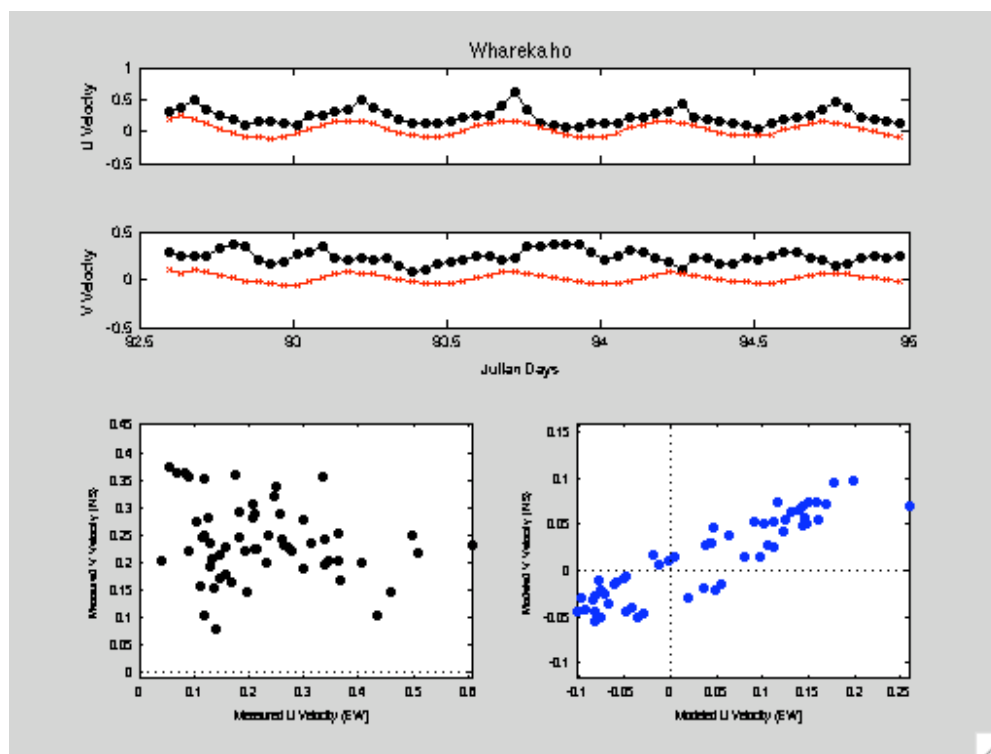 Wharekaho
U Velocity
1
0.5
0
-0.5
V Velocity
0.5
0
-0.5
92.5 93 93.5 94 94.5 95
Julian Days
Measured V Velocity (NS)
0.45
0.4
0.35
0.3
0.25
0.2
0.15
0.1
0.05
0
0 0.1 0.2 0.3 0.4 0.5 0.6
Measured U Velocity (EW)
Modeled V Velocity (NS)
0.15
0.1
0.05
0
-0.05
-0.1
-0.1 -0.05 0 0.05 0.1 0.15 0.2 0.25
Modeled U Velocity (EW)